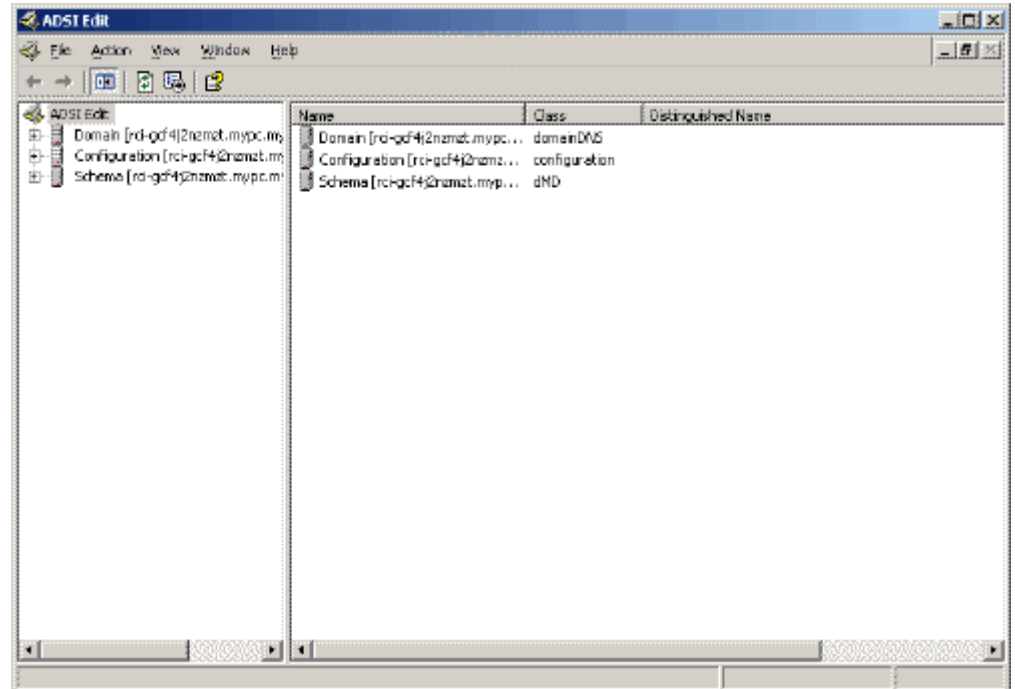 ADSI Edit
File Action View Window Help
ADSI Edit
Domain [rci-gcf4j2nzmzt.mypc.my
Configuration [rci-gcf4j2nzmzt.my
Schema [rci-gcf4j2nzmzt.mypc.m
Name Class Distinguished Name
Domain [rci-gcf4j2nzmzt.mypc... domainDNS
Configuration [rci-gcf4j2nzmz... configuration
Schema [rci-gcf4j2nzmzt.myp... dMD